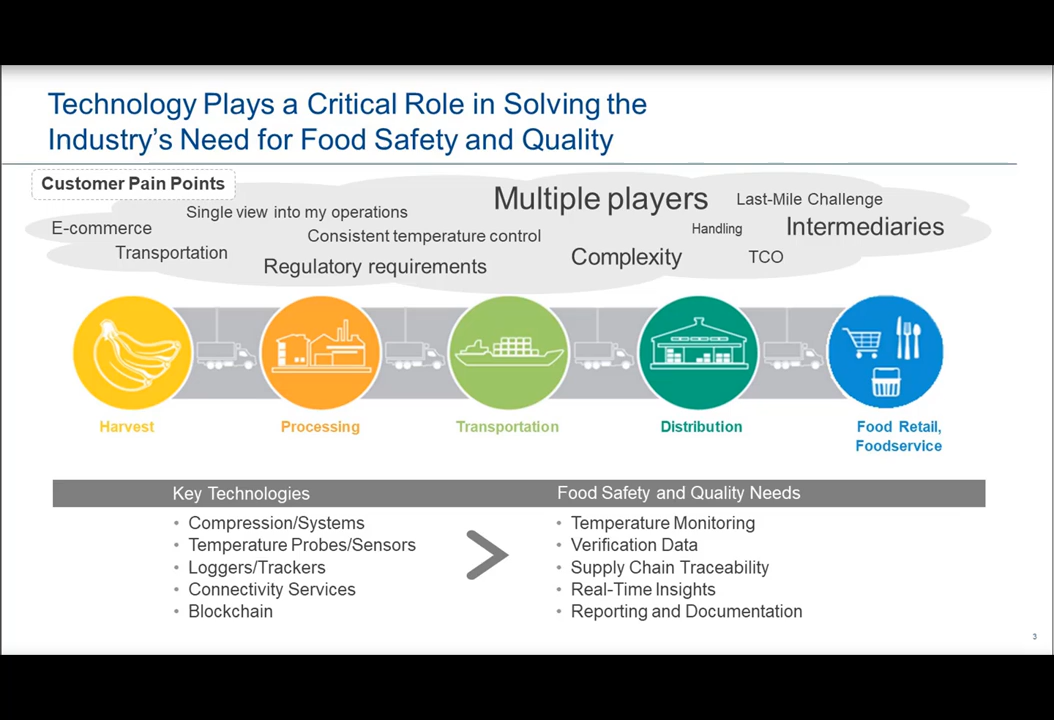 Technology Plays a Critical Role in Solving the
Industry's Need for Food Safety and Quality
Customer Pain Points
Multiple players
Last-Mile Challenge
Single view into my operations
E-commerce
Handling
Intermediaries
Consistent temperature control
Transportation
Complexity
TCO
Regulatory requirements
Harvest
Processing
Transportation
Distribution
Food Retail,
Foodservice
Key Technologies
• Compression/Systems
• Temperature Probes/Sensors
• Loggers/Trackers
• Connectivity Services
• Blockchain
Food Safety and Quality Needs
• Temperature Monitoring
• Verification Data
• Supply Chain Traceability
• Real-Time Insights
• Reporting and Documentation
3